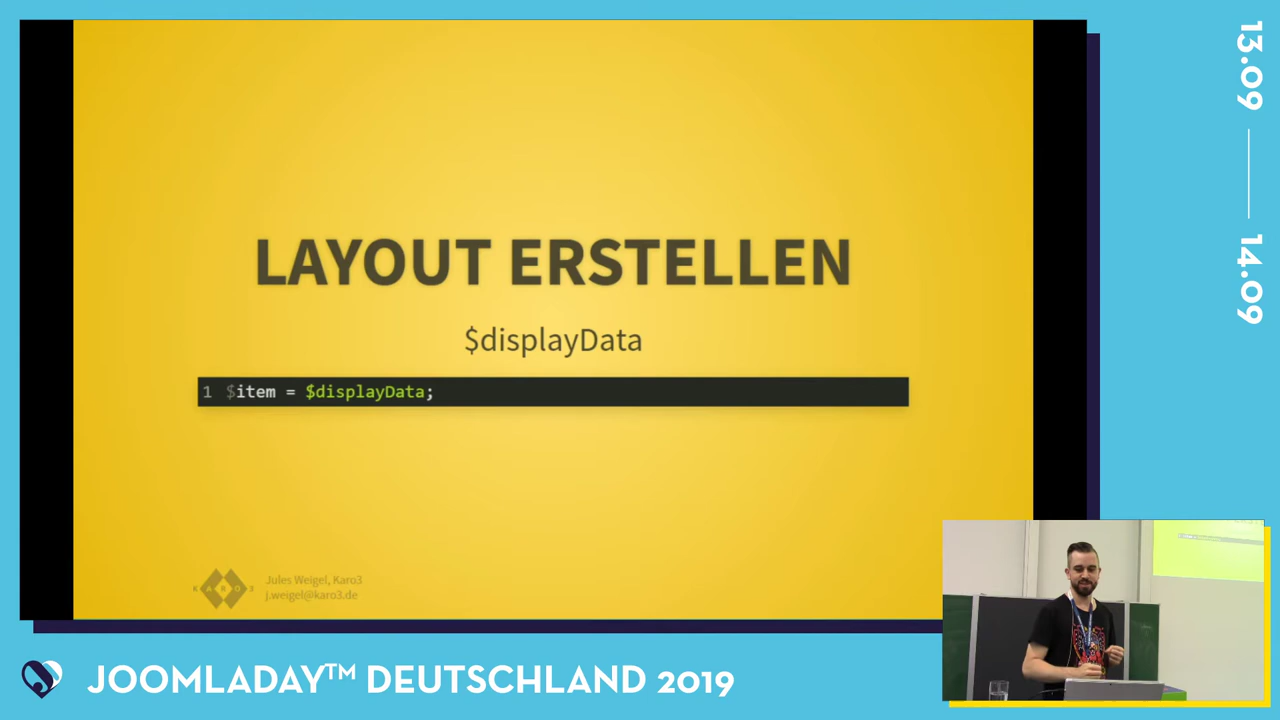 LAYOUT ERSTELLEN
$displayData
1 $item = $displayData;
KARO3
Jules Weigel, Karo3
j.weigel@karo3.de
13.09
14.09
JOOMLADAY™ DEUTSCHLAND 2019